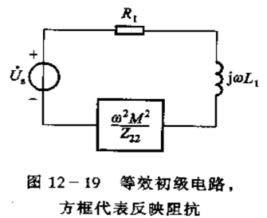 R₁
+
U̇ₛ
−
jωL₁
ω²M²
Z₂₂
图 12-19 等效初级电路，
方框代表反映阻抗